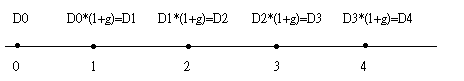 D0 D0*(1+g)=D1 D1*(1+g)=D2 D2*(1+g)=D3 D3*(1+g)=D4
0 1 2 3 4